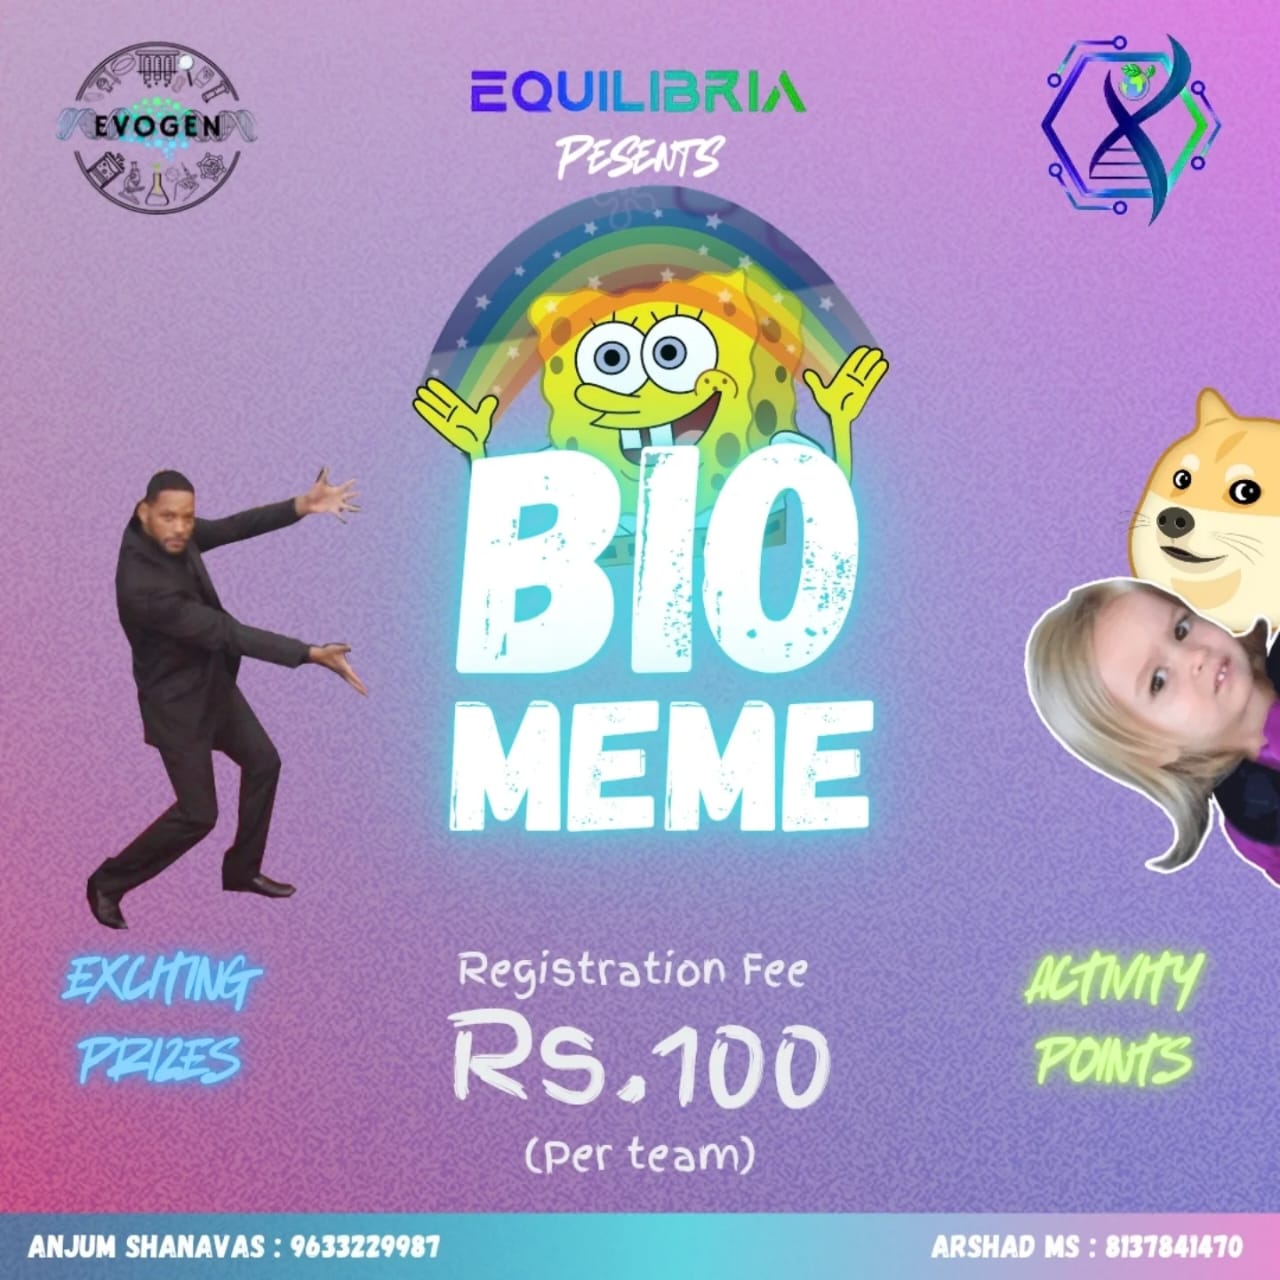 EVOGEN
EQUILIBRIA
PESENTS
BIO
MEME
EXCITING
PRIZES
Registration Fee
Rs.100
(Per team)
ACTIVITY
POINTS
ANJUM SHANAVAS : 9633229987
ARSHAD MS : 8137841470